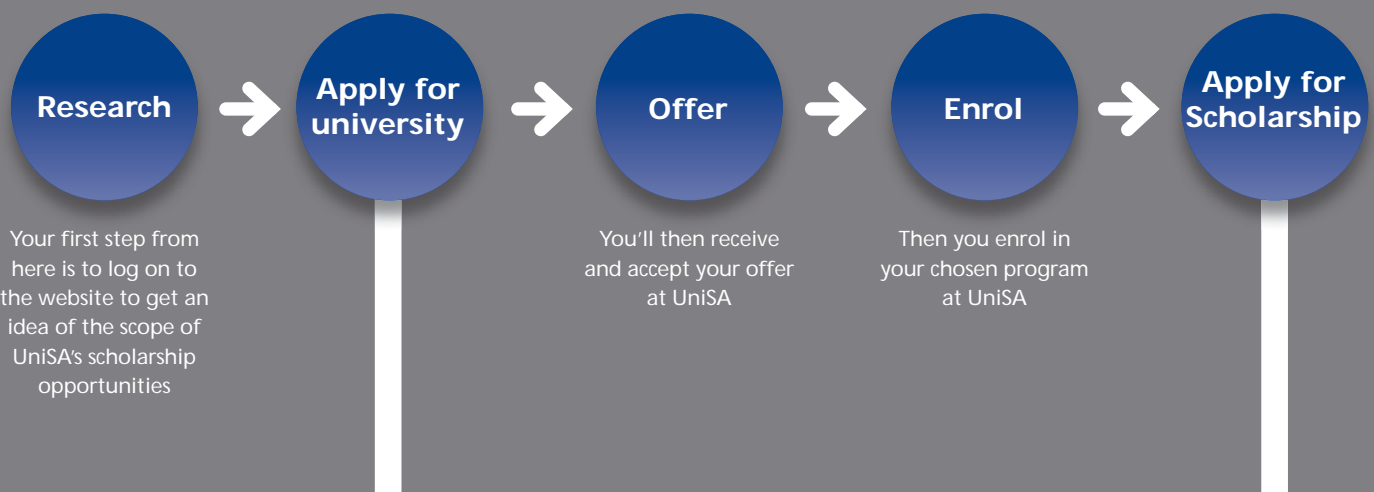 Research
Apply for
university
Offer
Enrol
Apply for
Scholarship
Your first step from
here is to log on to
the website to get an
idea of the scope of
UniSA's scholarship
opportunities
You'll then receive
and accept your offer
at UniSA
Then you enrol in
your chosen program
at UniSA